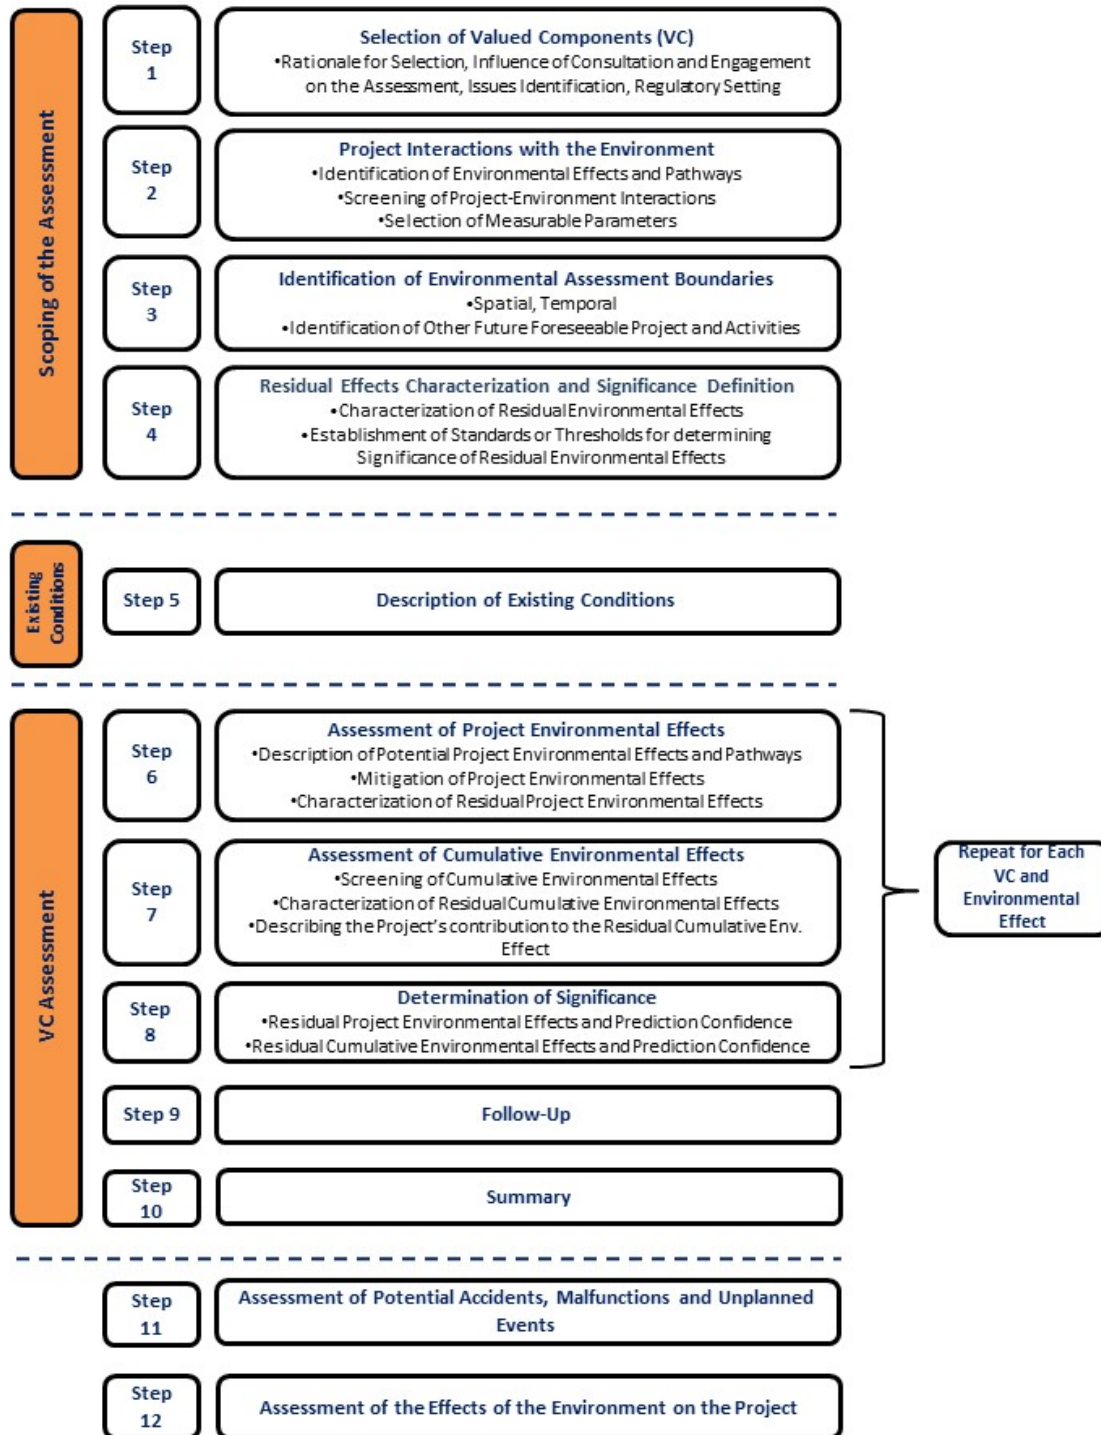 Scoping of the Assessment
Step
1
Selection of Valued Components (VC)
•Rationale for Selection, Influence of Consultation and Engagement
on the Assessment, Issues Identification, Regulatory Setting
Step
2
Project Interactions with the Environment
•Identification of Environmental Effects and Pathways
•Screening of Project-Environment Interactions
•Selection of Measurable Parameters
Step
3
Identification of Environmental Assessment Boundaries
•Spatial, Temporal
•Identification of Other Future Foreseeable Project and Activities
Step
4
Residual Effects Characterization and Significance Definition
•Characterization of Residual Environmental Effects
•Establishment of Standards or Thresholds for determining
Significance of Residual Environmental Effects
Existing
Conditions
Step 5
Description of Existing Conditions
VC Assessment
Step
6
Assessment of Project Environmental Effects
•Description of Potential Project Environmental Effects and Pathways
•Mitigation of Project Environmental Effects
•Characterization of Residual Project Environmental Effects
Step
7
Assessment of Cumulative Environmental Effects
•Screening of Cumulative Environmental Effects
•Characterization of Residual Cumulative Environmental Effects
•Describing the Project's contribution to the Residual Cumulative Env.
Effect
Step
8
Determination of Significance
•Residual Project Environmental Effects and Prediction Confidence
•Residual Cumulative Environmental Effects and Prediction Confidence
Repeat for Each
VC and
Environmental
Effect
Step 9
Follow-Up
Step
10
Summary
Step
11
Assessment of Potential Accidents, Malfunctions and Unplanned
Events
Step
12
Assessment of the Effects of the Environment on the Project